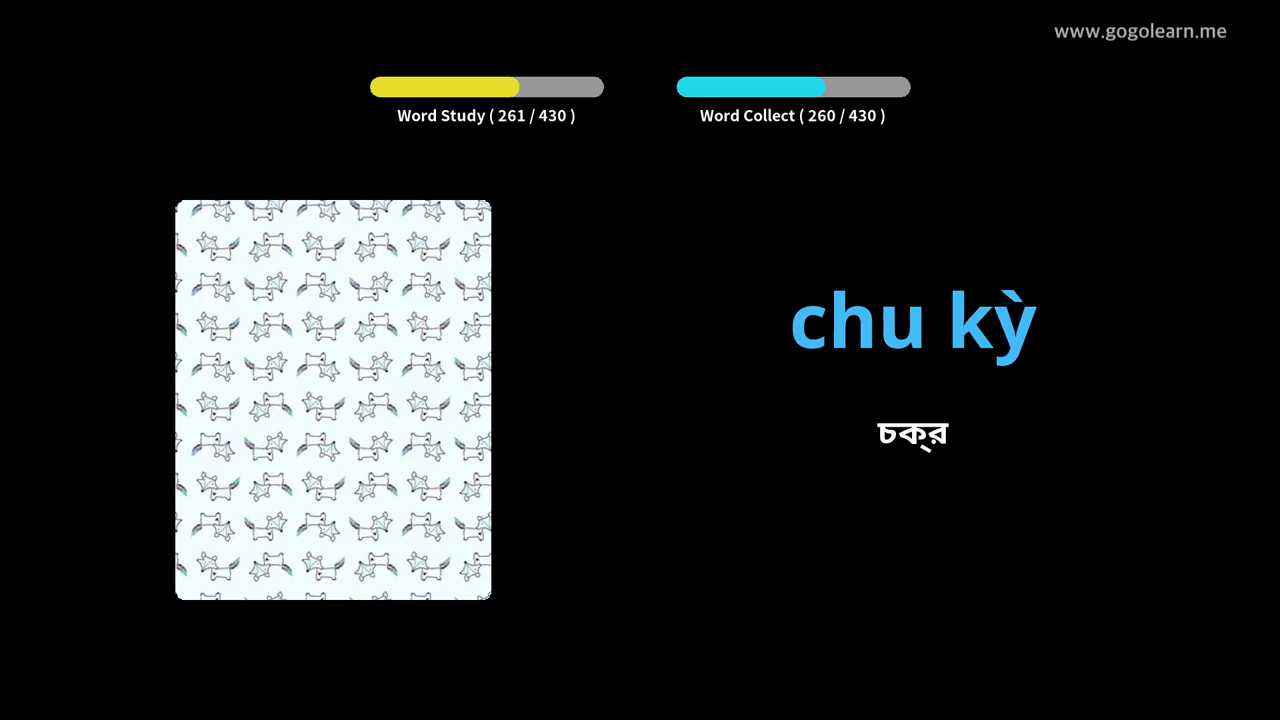 www.gogolearn.me
Word Study ( 261 / 430 )
Word Collect ( 260 / 430 )
chu kỳ
চক্র